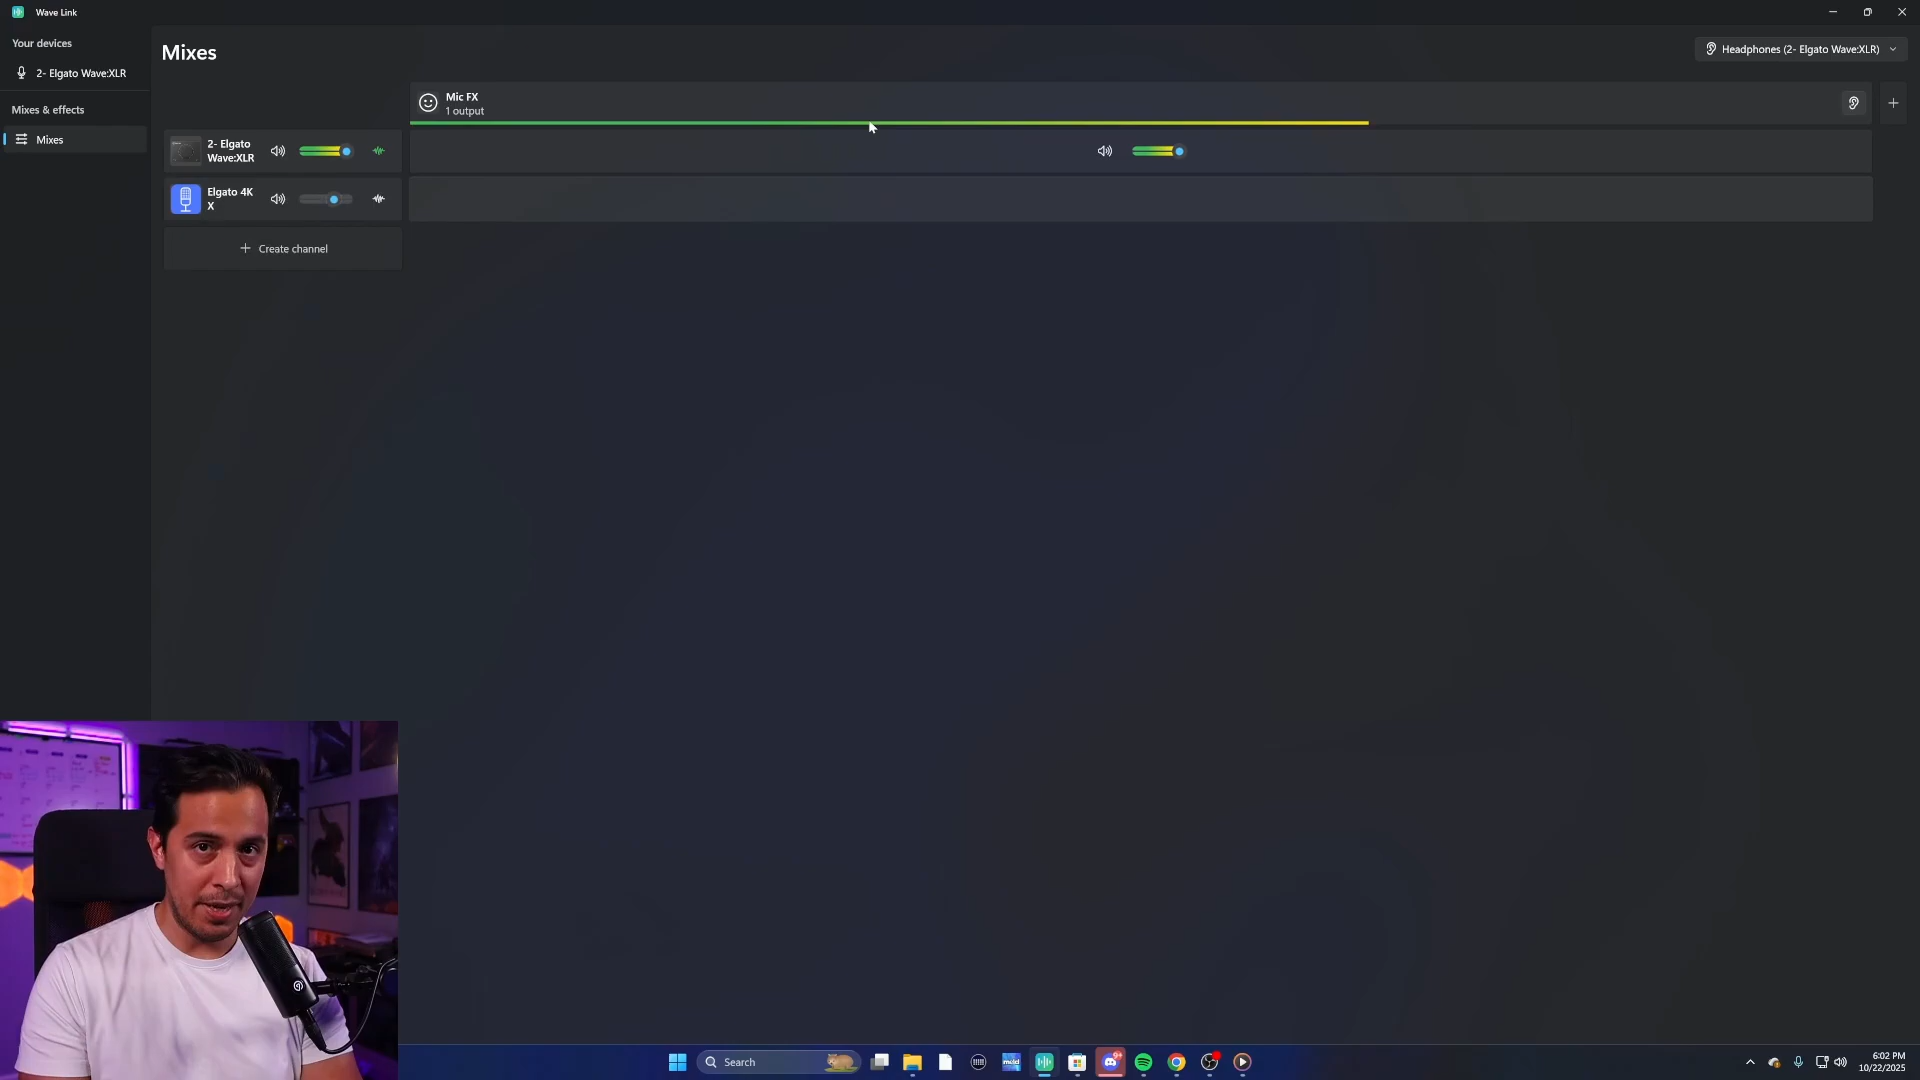 Wave Link
Your devices
2- Elgato Wave:XLR
Mixes & effects
Mixes
Mixes
Headphones (2- Elgato Wave:XLR)
Mic FX
1 output
2- Elgato
Wave:XLR
Elgato 4K
X
Create channel
Search
6:02 PM
10/22/2025